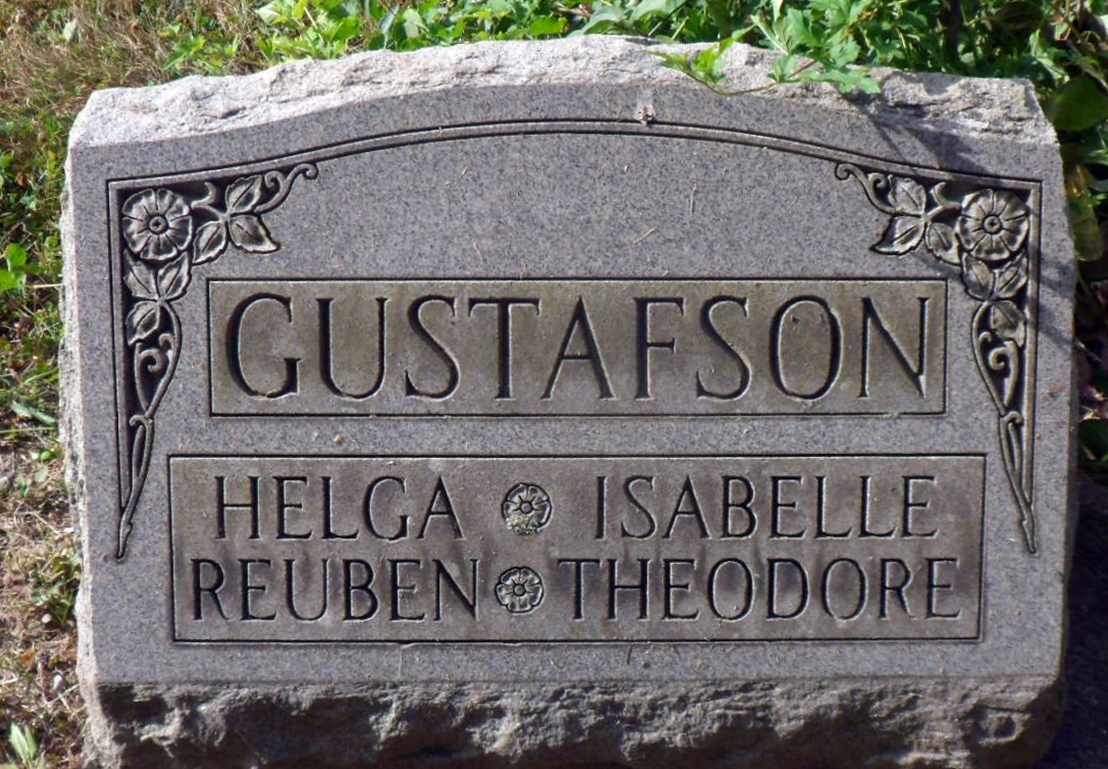 GUSTAFSON
HELGA ISABELLE
REUBEN THEODORE